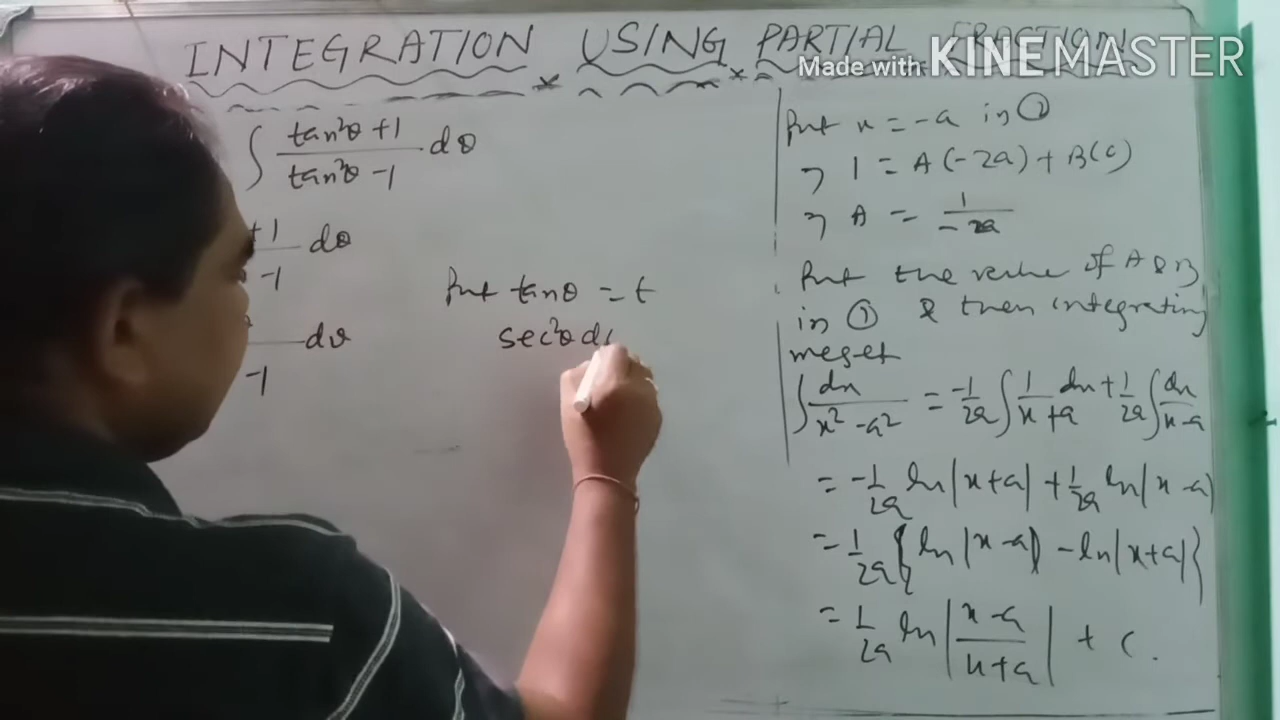 INTEGRATION USING PARTIAL FRACTION
Made with KINEMASTER
∫ (tan²θ + 1)/(tan²θ - 1) dθ
+1 / -1 dθ
dθ
-1
Put tanθ = t
sec²θ d
Put x = -a in ①
⇒ 1 = A(-2a) + B(c)
⇒ A = 1/(-2a)
Put the value of A & B
in ① & then integrating
we get
∫ dx/(x² - a²) = -1/2a ∫ 1/(x+a) dx + 1/2a ∫ dx/(x-a)
= -1/2a ln|x+a| + 1/2a ln|x-a|
= 1/2a { ln|x-a| - ln|x+a| }
= 1/2a ln |(x-a)/(x+a)| + C.